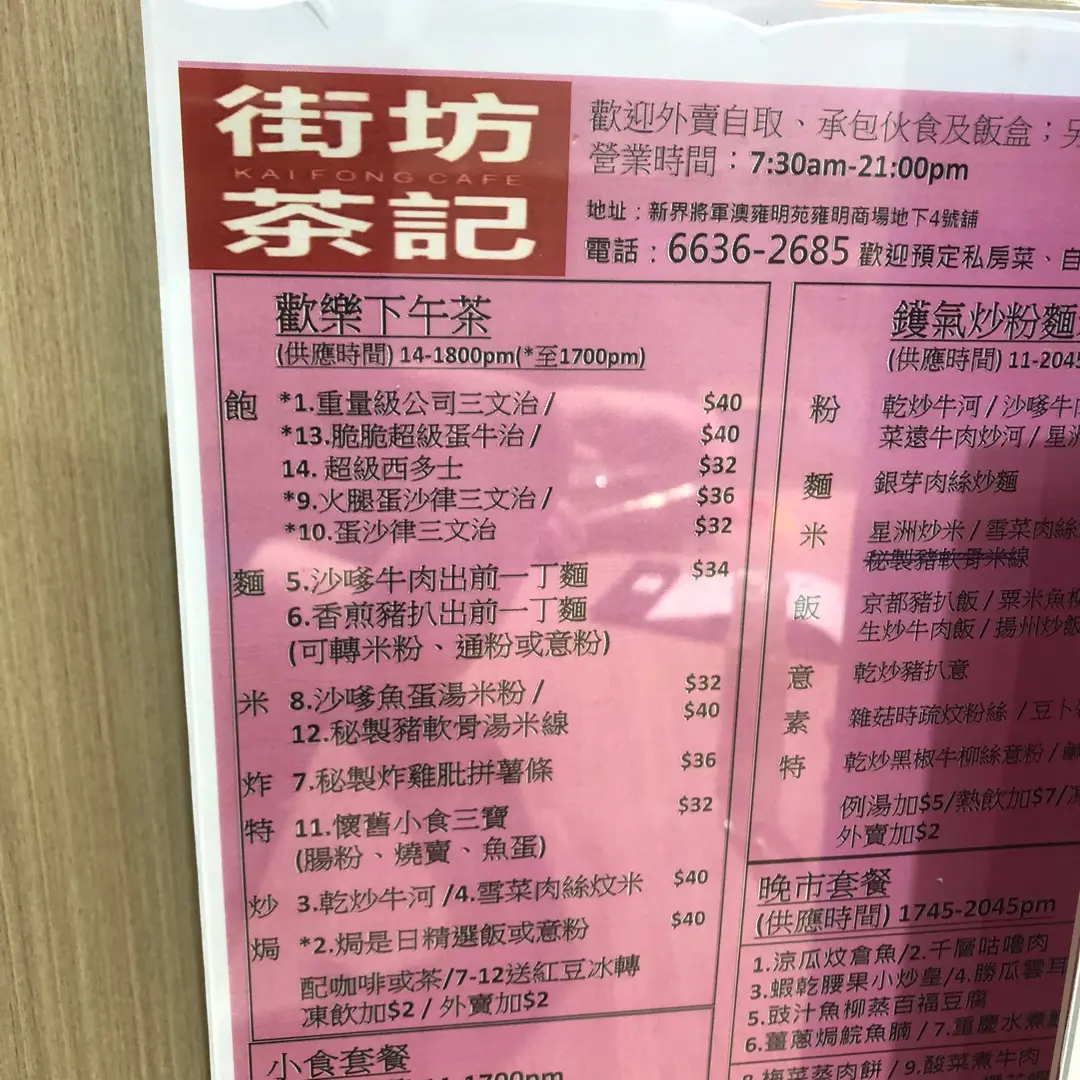 街坊
KAI FONG CAFE
茶記
歡迎外賣自取、承包伙食及飯盒；另
營業時間：7:30am-21:00pm
地址：新界將軍澳雍明苑雍明商場地下4號舖
電話：6636-2685 歡迎預定私房菜、自
歡樂下午茶
(供應時間) 14-1800pm(*至1700pm)
飽 *1.重量級公司三文治/ $40
*13.脆脆超級蛋牛治/ $40
14. 超級西多士 $32
*9.火腿蛋沙律三文治/ $36
*10.蛋沙律三文治 $32
麵 5.沙嗲牛肉出前一丁麵 $34
6.香煎豬扒出前一丁麵
(可轉米粉、通粉或意粉)
米 8.沙嗲魚蛋湯米粉/ $32
12.秘製豬軟骨湯米線 $40
炸 7.秘製炸雞肶拼薯條 $36
特 11.懷舊小食三寶 $32
(腸粉、燒賣、魚蛋)
炒 3.乾炒牛河 /4.雪菜肉絲炆米 $40
焗 *2.焗是日精選飯或意粉 $40
配咖啡或茶/7-12送紅豆冰轉
凍飲加$2 / 外賣加$2
小食套餐
1-1700pm
鑊氣炒粉麵
(供應時間) 11-2045
粉 乾炒牛河 / 沙嗲牛
菜遠牛肉炒河 / 星
麵 銀芽肉絲炒麵
米 星洲炒米 / 雪菜肉絲
秘製豬軟骨米線
飯 京都豬扒飯 / 粟米魚
生炒牛肉飯 / 揚州炒飯
意 乾炒豬扒意
素 雜菇時疏炆粉絲 / 豆卜
特 乾炒黑椒牛柳絲意粉 /
例湯加$5/熱飲加$7/
外賣加$2
晚市套餐
(供應時間) 1745-2045pm
1.涼瓜炆倉魚/2.千層咕嚕肉
3.蝦乾腰果小炒皇/4.勝瓜雲耳
5.豉汁魚柳蒸百福豆腐
6.薑蔥焗鯇魚腩 / 7.重慶水煮
8.梅菜蒸肉餅 / 9.酸菜煮牛肉